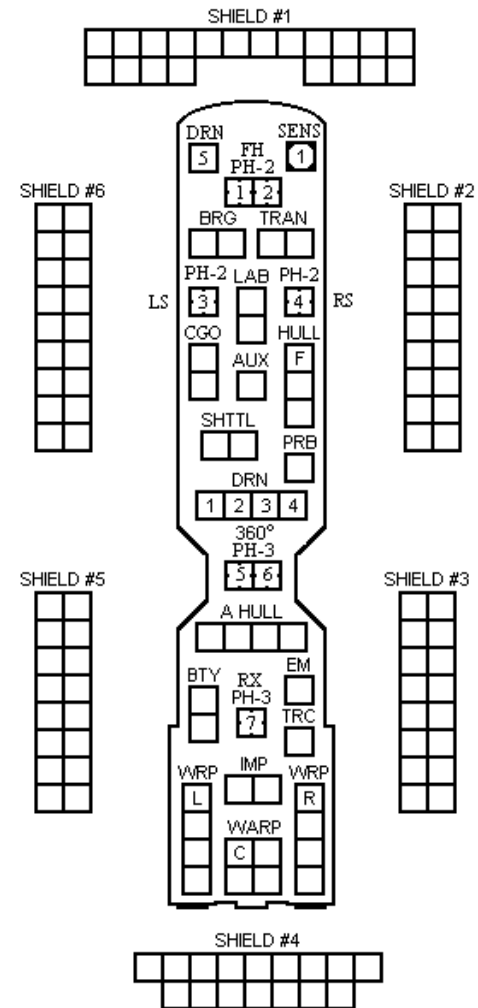 SHIELD #1
DRN SENS
5 FH 1
PH-2
1 2
SHIELD #6 SHIELD #2
BRG TRAN
PH-2 LAB PH-2
LS 3 4 RS
CGO HULL
F
AUX
SHTTL
PRB
DRN
1 2 3 4
360°
PH-3
5 6
SHIELD #5 SHIELD #3
A HULL
BTY EM
RX
PH-3
7 TRC
WRP IMP WRP
L R
WARP
C
SHIELD #4